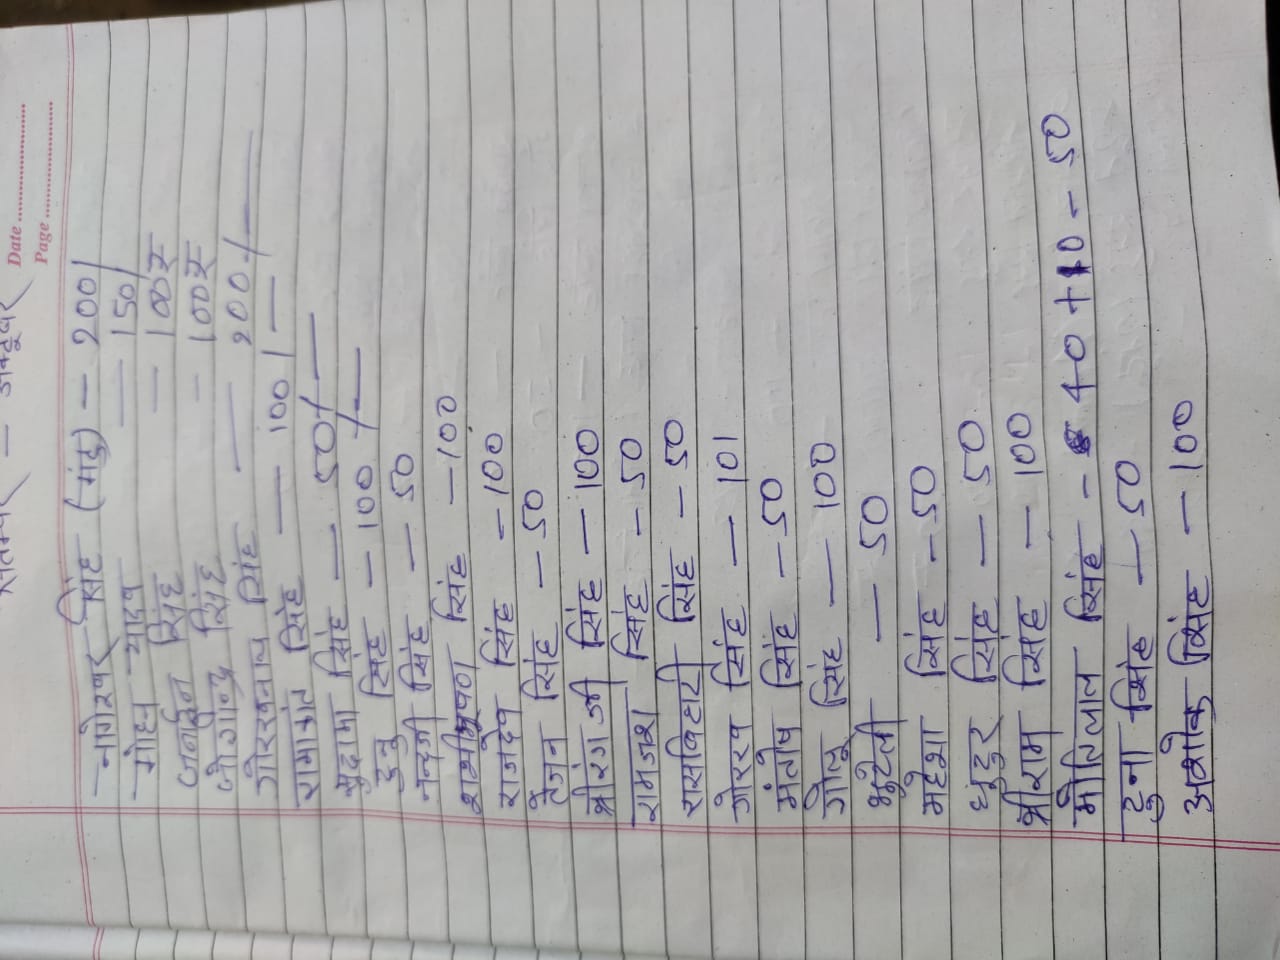 सितम्बर - अक्टूबर
Date
Page
नागेश्वर सिंह (मंटु) - 200/
मोहन यादव - 150/
जनार्दन सिंह - 100₹
जोगीन्द्र सिंह - 100₹
गोरखनाथ सिंह - 200/-
रामाकांत सिंह - 100/-
सुदामा सिंह - 50/-
टुनु सिंह - 100/-
नन्दजी सिंह - 50
शशीभूषण सिंह - 100
राजदेव सिंह - 100
तेजन सिंह - 50
श्रीरंग जी सिंह - 100
रामजश सिंह - 50
रासबिहारी सिंह - 50
गोरख सिंह - 101
मंतोष सिंह - 50
गोलू सिंह - 100
भुटेली - 50
महेशा सिंह - 50
धुंटुर सिंह - 50
श्रीराम सिंह - 100
मोतिलाल सिंह - 40 + 10 - 50
टुना सिंह - 50
अशोक सिंह - 100